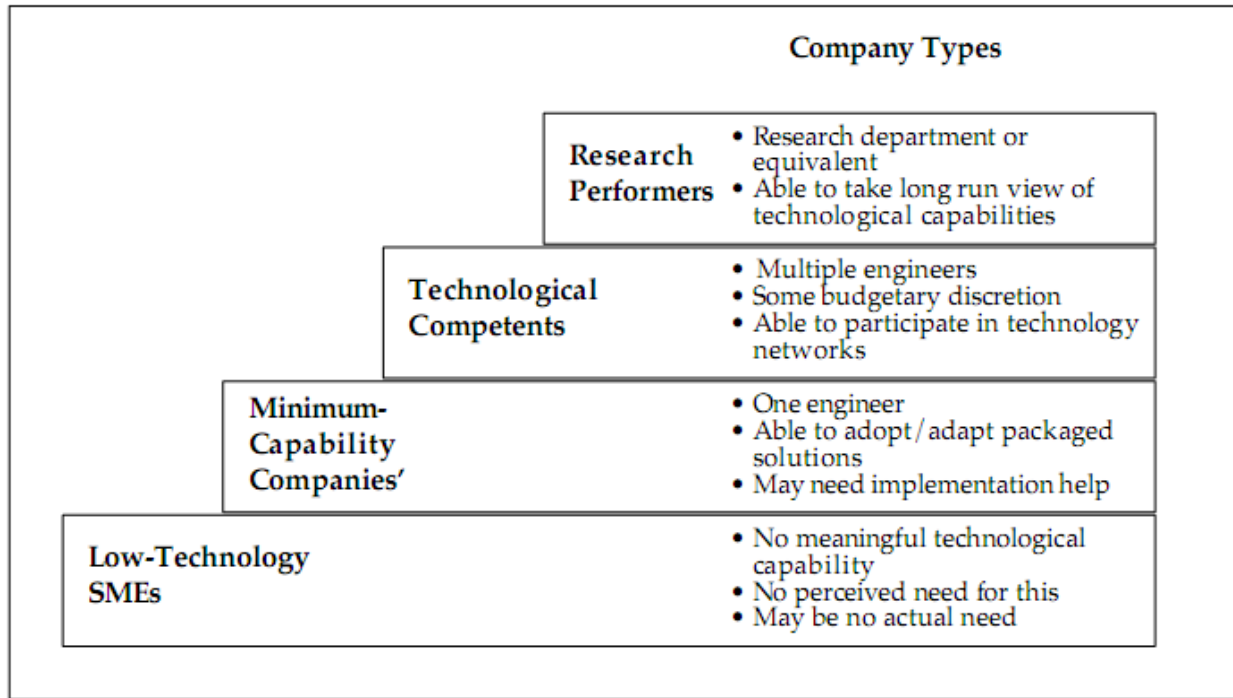 Company Types
Research
Performers
• Research department or
equivalent
• Able to take long run view of
technological capabilities
Technological
Competents
• Multiple engineers
• Some budgetary discretion
• Able to participate in technology
networks
Minimum-
Capability
Companies’
• One engineer
• Able to adopt/adapt packaged
solutions
• May need implementation help
Low-Technology
SMEs
• No meaningful technological
capability
• No perceived need for this
• May be no actual need